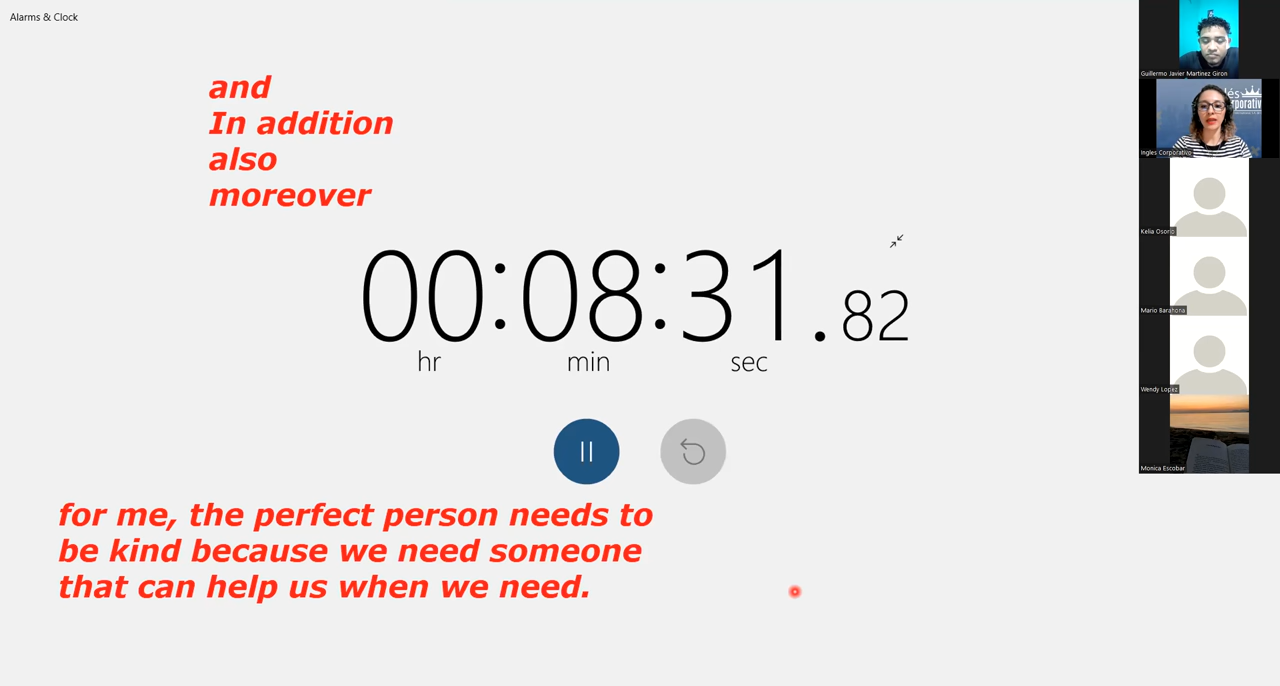 Alarms & Clock
and
In addition
also
moreover
00:08:31.82
hr min sec
for me, the perfect person needs to
be kind because we need someone
that can help us when we need.
Guillermo Javier Martinez Giron
Ingles Corporativo
Kelia Osorio
Mario Barahona
Wendy Lopez
Monica Escobar